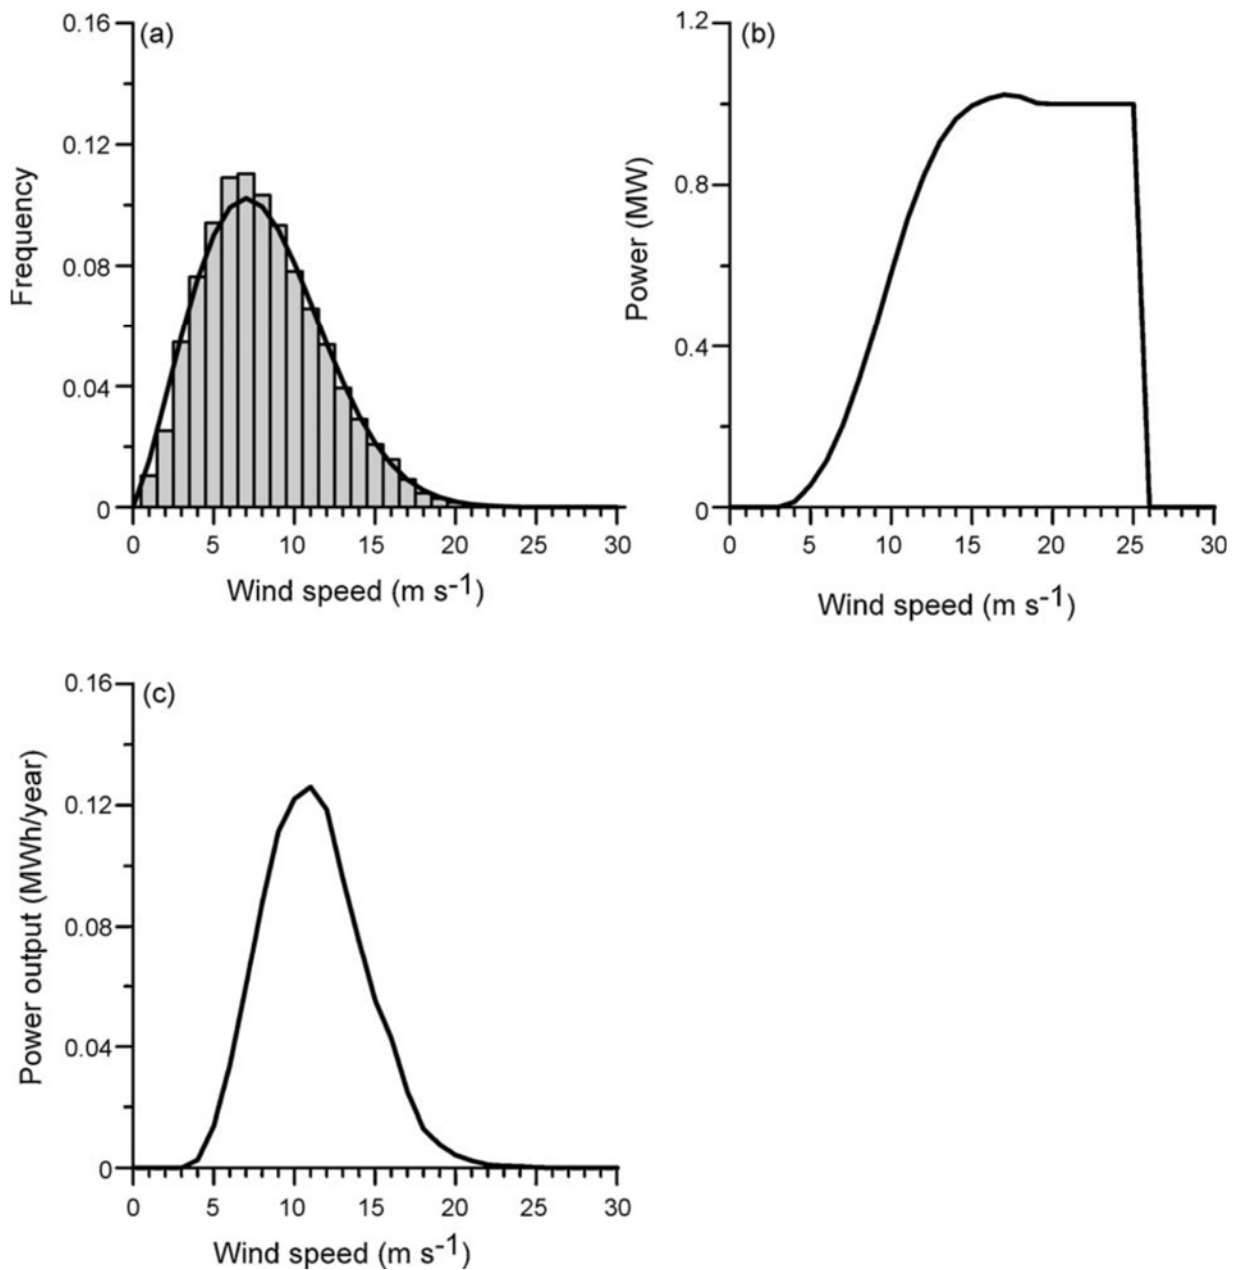 (a)
0.16
0.12
0.08
0.04
0
Frequency
0 5 10 15 20 25 30
Wind speed (m s-1)
(b)
1.2
0.8
0.4
0
Power (MW)
0 5 10 15 20 25 30
Wind speed (m s-1)
(c)
0.16
0.12
0.08
0.04
0
Power output (MWh/year)
0 5 10 15 20 25 30
Wind speed (m s-1)